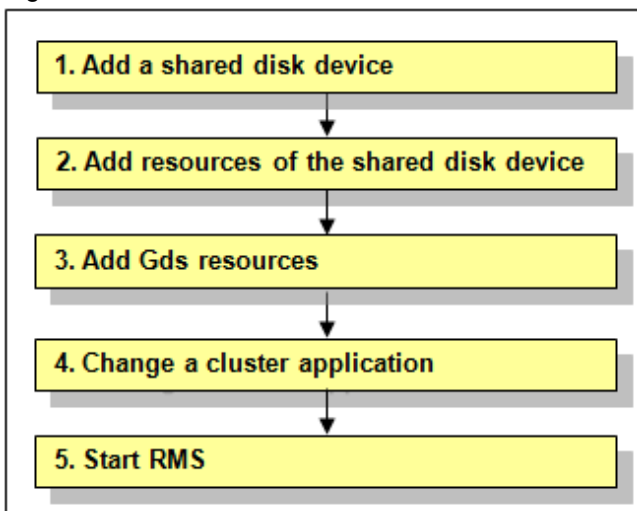 1. Add a shared disk device
2. Add resources of the shared disk device
3. Add Gds resources
4. Change a cluster application
5. Start RMS